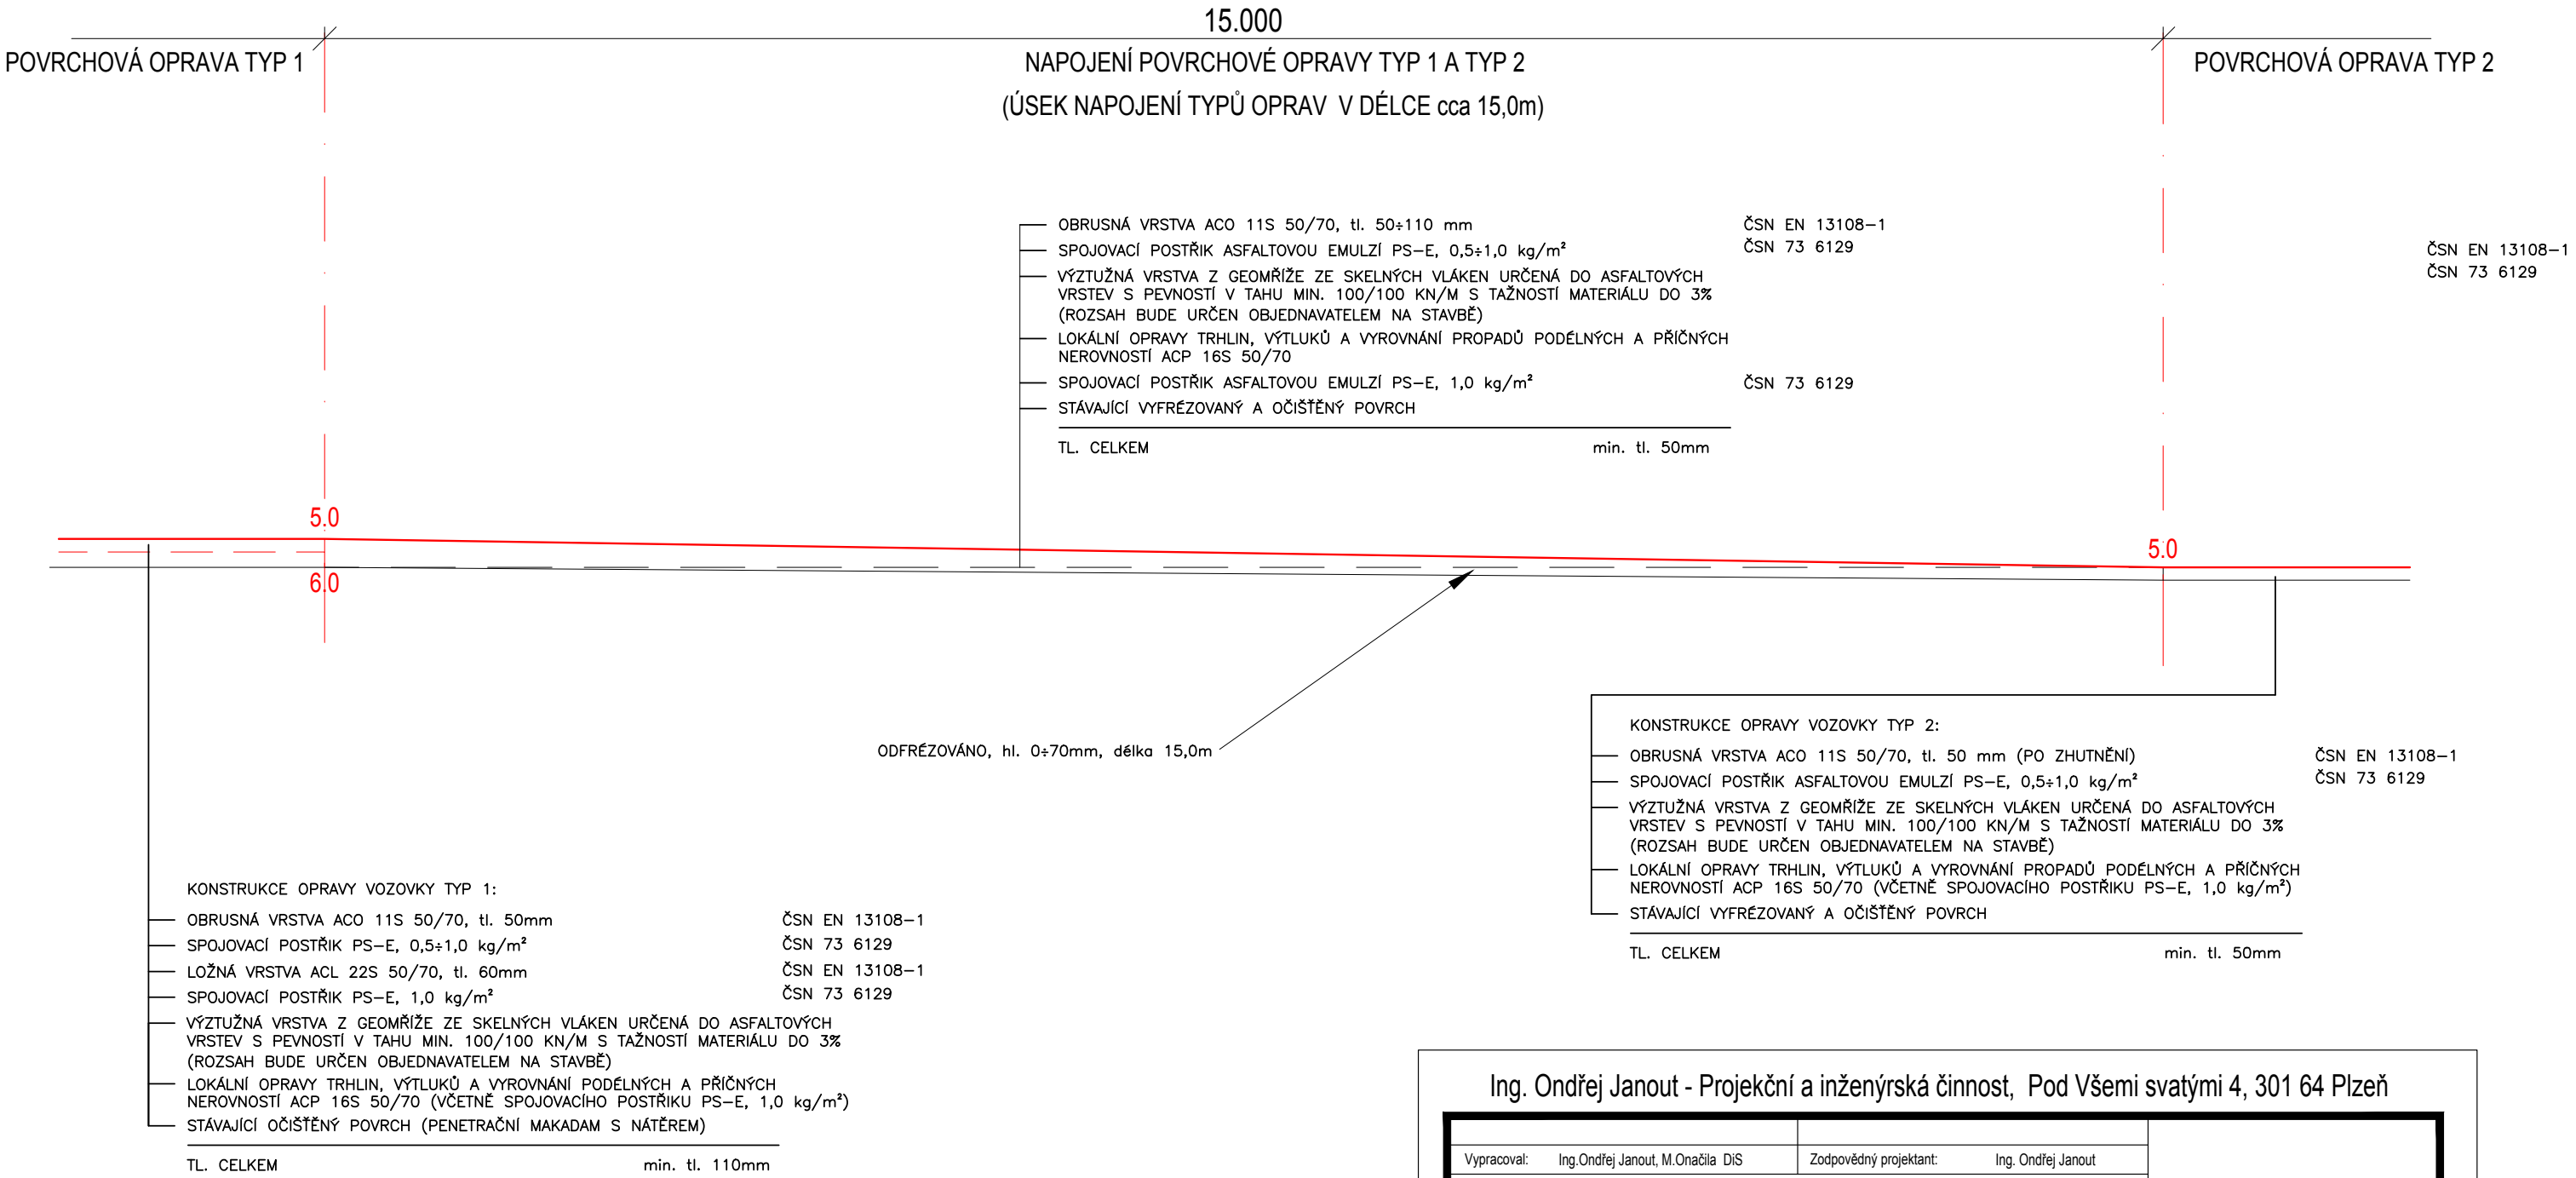 15.000
POVRCHOVÁ OPRAVA TYP 1
NAPOJENÍ POVRCHOVÉ OPRAVY TYP 1 A TYP 2
POVRCHOVÁ OPRAVA TYP 2
(ÚSEK NAPOJENÍ TYPŮ OPRAV V DÉLCE cca 15,0m)
OBRUSNÁ VRSTVA ACO 11S 50/70, tl. 50÷110 mm ČSN EN 13108–1
SPOJOVACÍ POSTŘIK ASFALTOVOU EMULZÍ PS–E, 0,5÷1,0 kg/m² ČSN 73 6129
ČSN EN 13108–1
ČSN 73 6129
VÝZTUŽNÁ VRSTVA Z GEOMŘÍŽE ZE SKELNÝCH VLÁKEN URČENÁ DO ASFALTOVÝCH
VRSTEV S PEVNOSTÍ V TAHU MIN. 100/100 KN/M S TAŽNOSTÍ MATERIÁLU DO 3%
(ROZSAH BUDE URČEN OBJEDNAVATELEM NA STAVBĚ)
LOKÁLNÍ OPRAVY TRHLIN, VÝTLUKŮ A VYROVNÁNÍ PROPADŮ PODÉLNÝCH A PŘÍČNÝCH
NEROVNOSTÍ ACP 16S 50/70
SPOJOVACÍ POSTŘIK ASFALTOVOU EMULZÍ PS–E, 1,0 kg/m² ČSN 73 6129
STÁVAJÍCÍ VYFRÉZOVANÝ A OČIŠTĚNÝ POVRCH
TL. CELKEM min. tl. 50mm
5.0
5.0
6.0
ODFRÉZOVÁNO, hl. 0÷70mm, délka 15,0m
KONSTRUKCE OPRAVY VOZOVKY TYP 2:
OBRUSNÁ VRSTVA ACO 11S 50/70, tl. 50 mm (PO ZHUTNĚNÍ) ČSN EN 13108–1
SPOJOVACÍ POSTŘIK ASFALTOVOU EMULZÍ PS–E, 0,5÷1,0 kg/m² ČSN 73 6129
VÝZTUŽNÁ VRSTVA Z GEOMŘÍŽE ZE SKELNÝCH VLÁKEN URČENÁ DO ASFALTOVÝCH
VRSTEV S PEVNOSTÍ V TAHU MIN. 100/100 KN/M S TAŽNOSTÍ MATERIÁLU DO 3%
(ROZSAH BUDE URČEN OBJEDNAVATELEM NA STAVBĚ)
LOKÁLNÍ OPRAVY TRHLIN, VÝTLUKŮ A VYROVNÁNÍ PROPADŮ PODÉLNÝCH A PŘÍČNÝCH
NEROVNOSTÍ ACP 16S 50/70 (VČETNĚ SPOJOVACÍHO POSTŘIKU PS–E, 1,0 kg/m²)
STÁVAJÍCÍ VYFRÉZOVANÝ A OČIŠTĚNÝ POVRCH
TL. CELKEM min. tl. 50mm
KONSTRUKCE OPRAVY VOZOVKY TYP 1:
OBRUSNÁ VRSTVA ACO 11S 50/70, tl. 50mm ČSN EN 13108–1
SPOJOVACÍ POSTŘIK PS–E, 0,5÷1,0 kg/m² ČSN 73 6129
LOŽNÁ VRSTVA ACL 22S 50/70, tl. 60mm ČSN EN 13108–1
SPOJOVACÍ POSTŘIK PS–E, 1,0 kg/m² ČSN 73 6129
VÝZTUŽNÁ VRSTVA Z GEOMŘÍŽE ZE SKELNÝCH VLÁKEN URČENÁ DO ASFALTOVÝCH
VRSTEV S PEVNOSTÍ V TAHU MIN. 100/100 KN/M S TAŽNOSTÍ MATERIÁLU DO 3%
(ROZSAH BUDE URČEN OBJEDNAVATELEM NA STAVBĚ)
LOKÁLNÍ OPRAVY TRHLIN, VÝTLUKŮ A VYROVNÁNÍ PODÉLNÝCH A PŘÍČNÝCH
NEROVNOSTÍ ACP 16S 50/70 (VČETNĚ SPOJOVACÍHO POSTŘIKU PS–E, 1,0 kg/m²)
STÁVAJÍCÍ OČIŠTĚNÝ POVRCH (PENETRAČNÍ MAKADAM S NÁTĚREM)
TL. CELKEM min. tl. 110mm
Ing. Ondřej Janout - Projekční a inženýrská činnost, Pod Všemi svatými 4, 301 64 Plzeň
Vypracoval: Ing.Ondřej Janout, M.Onačila DiS Zodpovědný projektant: Ing. Ondřej Janout